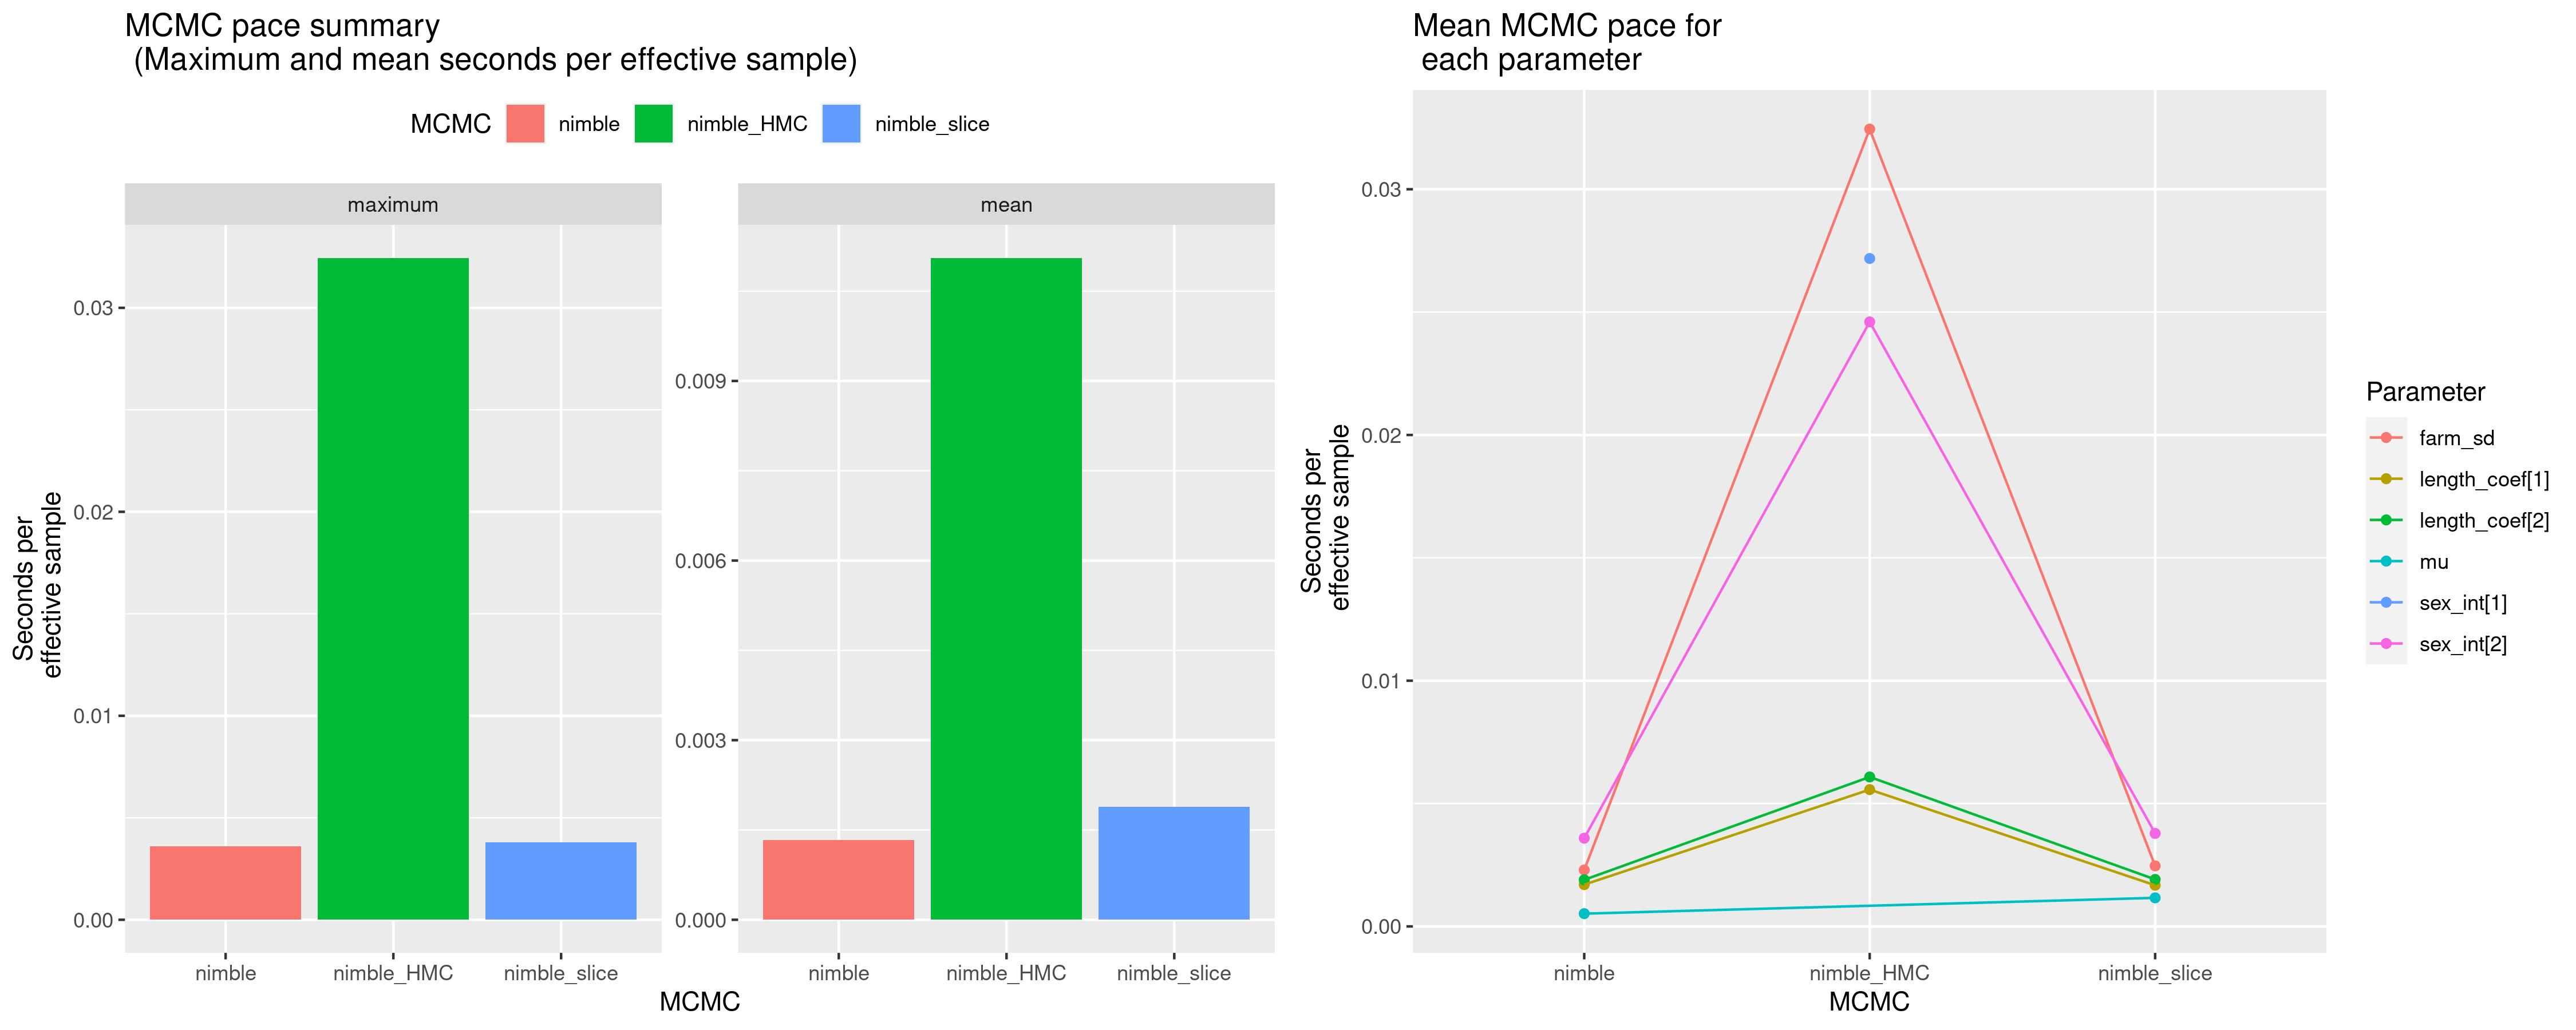 MCMC pace summary
(Maximum and mean seconds per effective sample)
MCMC nimble nimble_HMC nimble_slice
maximum
mean
Seconds per
effective sample
0.03
0.02
0.01
0.00
0.009
0.006
0.003
0.000
nimble nimble_HMC nimble_slice
nimble nimble_HMC nimble_slice
MCMC
Mean MCMC pace for
each parameter
Seconds per
effective sample
0.03
0.02
0.01
0.00
nimble nimble_HMC nimble_slice
MCMC
Parameter
farm_sd
length_coef[1]
length_coef[2]
mu
sex_int[1]
sex_int[2]